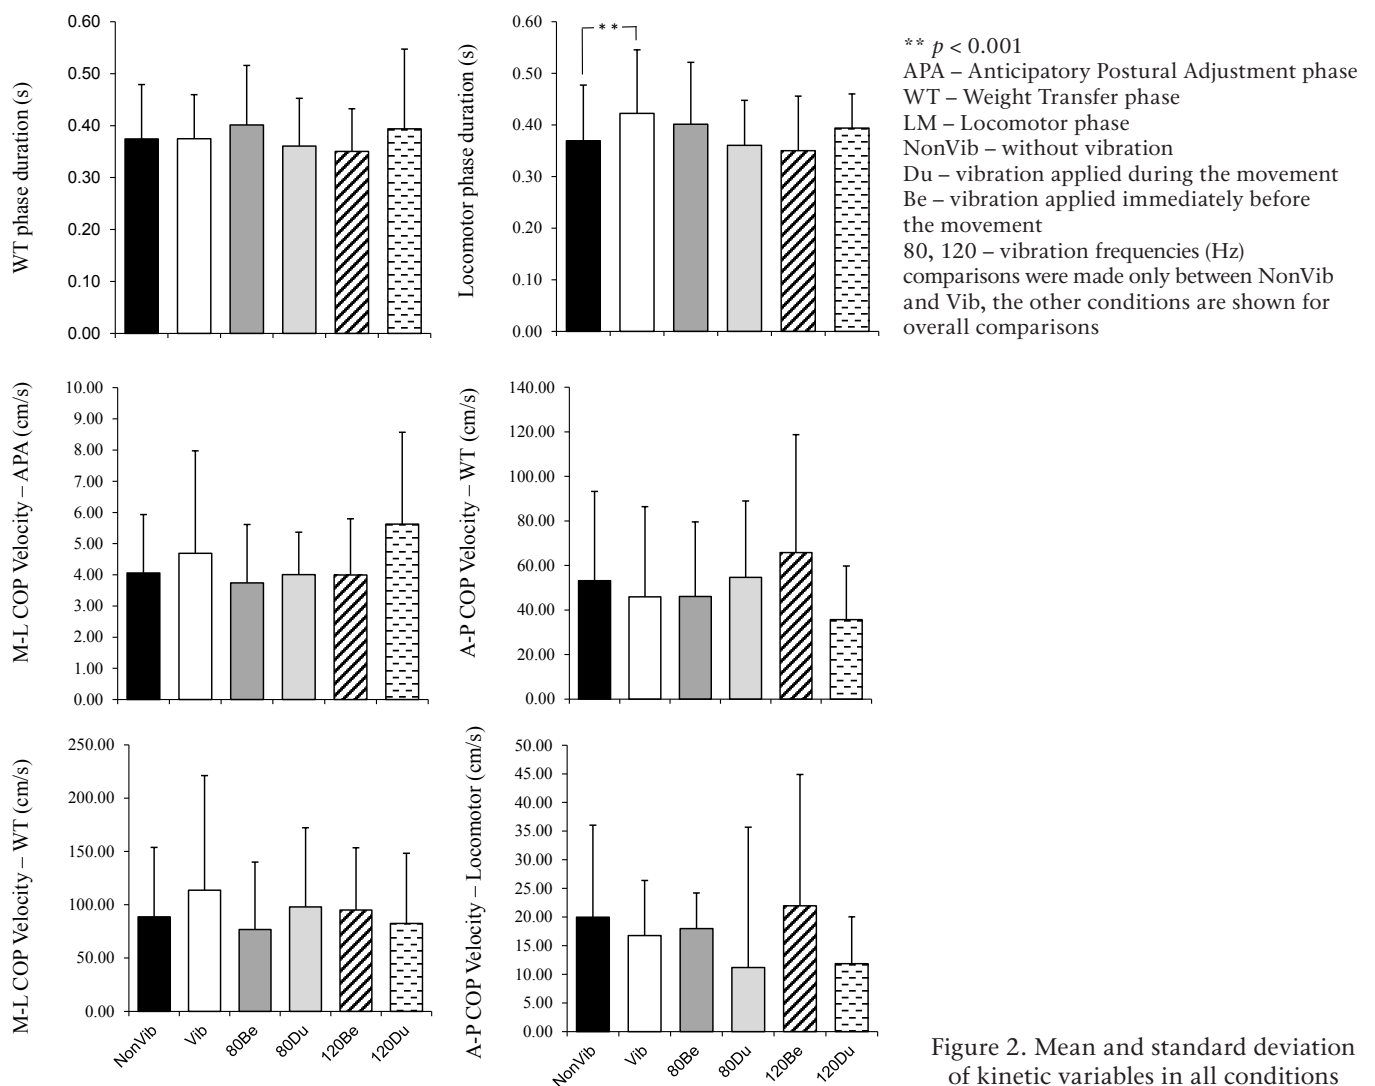 WT phase duration (s)
0.60
0.50
0.40
0.30
0.20
0.10
0.00
Locomotor phase duration (s)
0.60
0.50
0.40
0.30
0.20
0.10
0.00
**
** p < 0.001
APA – Anticipatory Postural Adjustment phase
WT – Weight Transfer phase
LM – Locomotor phase
NonVib – without vibration
Du – vibration applied during the movement
Be – vibration applied immediately before
the movement
80, 120 – vibration frequencies (Hz)
comparisons were made only between NonVib
and Vib, the other conditions are shown for
overall comparisons
M-L COP Velocity – APA (cm/s)
10.00
9.00
8.00
7.00
6.00
5.00
4.00
3.00
2.00
1.00
0.00
A-P COP Velocity – WT (cm/s)
140.00
120.00
100.00
80.00
60.00
40.00
20.00
0.00
M-L COP Velocity – WT (cm/s)
250.00
200.00
150.00
100.00
50.00
0.00
NonVib
Vib
80Be
80Du
120Be
120Du
A-P COP Velocity – Locomotor (cm/s)
50.00
45.00
40.00
35.00
30.00
25.00
20.00
15.00
10.00
5.00
0.00
NonVib
Vib
80Be
80Du
120Be
120Du
Figure 2. Mean and standard deviation
of kinetic variables in all conditions